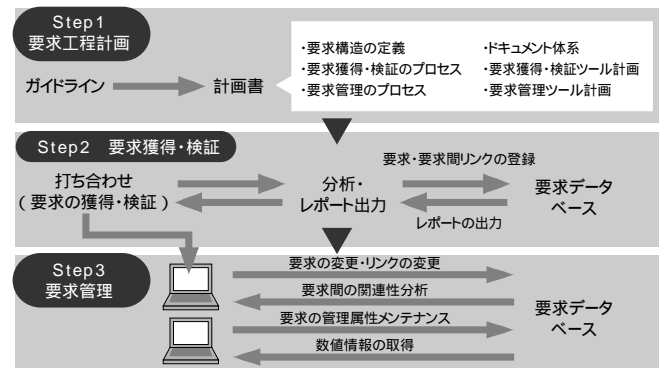 Step1
要求工程計画
ガイドライン
計画書
・要求構造の定義
・要求獲得・検証のプロセス
・要求管理のプロセス
・ドキュメント体系
・要求獲得・検証ツール計画
・要求管理ツール計画
Step2 要求獲得・検証
打ち合わせ
(要求の獲得・検証)
分析・
レポート出力
要求・要求間リンクの登録
レポートの出力
要求データ
ベース
Step3
要求管理
要求の変更・リンクの変更
要求間の関連性分析
要求の管理属性メンテナンス
数値情報の取得
要求データ
ベース